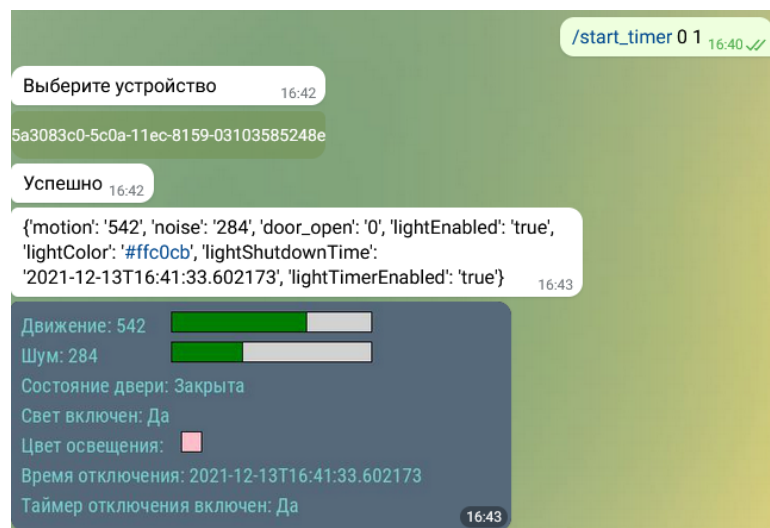 /start_timer 0 1 16:40
Выберите устройство 16:42
5a3083c0-5c0a-11ec-8159-03103585248e
Успешно 16:42
{'motion': '542', 'noise': '284', 'door_open': '0', 'lightEnabled': 'true',
'lightColor': '#ffc0cb', 'lightShutdownTime':
'2021-12-13T16:41:33.602173', 'lightTimerEnabled': 'true'} 16:43
Движение: 542
Шум: 284
Состояние двери: Закрыта
Свет включен: Да
Цвет освещения:
Время отключения: 2021-12-13T16:41:33.602173
Таймер отключения включен: Да
16:43